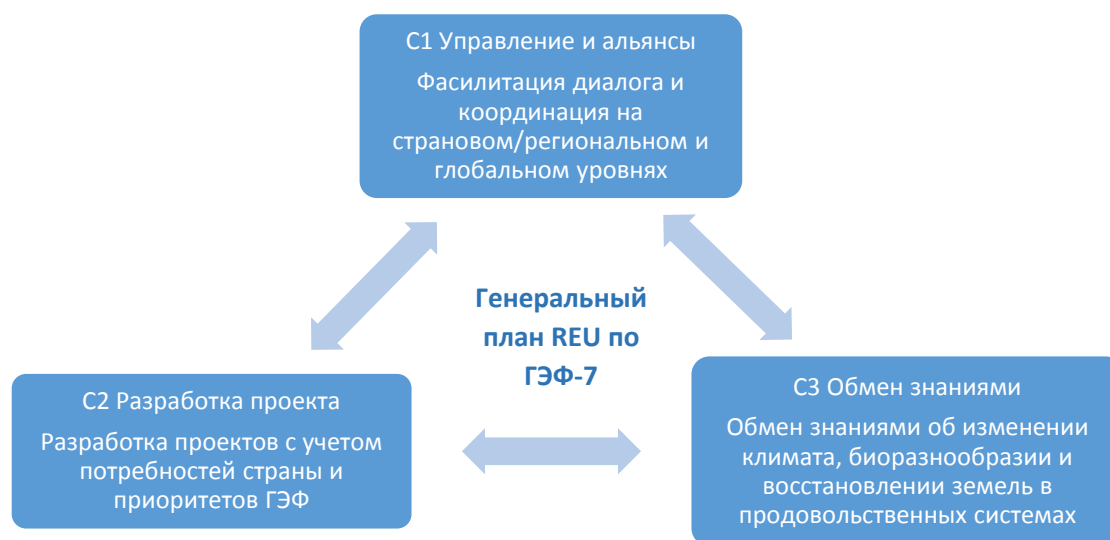 С1 Управление и альянсы
Фасилитация диалога и
координация на
страновом/региональном и
глобальном уровнях
Генеральный
план REU по
ГЭФ-7
С2 Разработка проекта
Разработка проектов с учетом
потребностей страны и
приоритетов ГЭФ
С3 Обмен знаниями
Обмен знаниями об изменении
климата, биоразнообразии и
восстановлении земель в
продовольственных системах